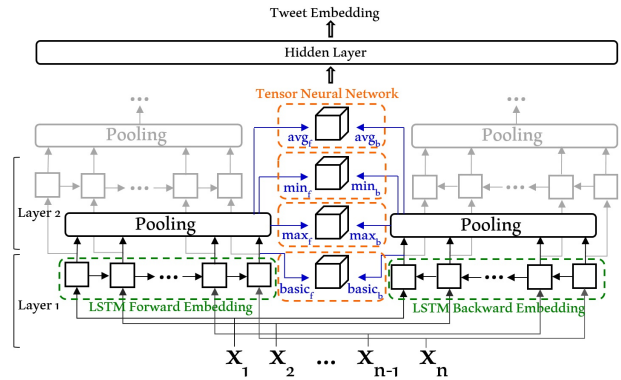 Tweet Embedding
Hidden Layer
Tensor Neural Network
...
...
Pooling
avg_f
avg_b
Pooling
...
min_f
min_b
...
Layer 2
Pooling
max_f
max_b
Pooling
Layer 1
...
basic_f
basic_b
...
LSTM Forward Embedding
LSTM Backward Embedding
X_1 X_2 ... X_n-1 X_n